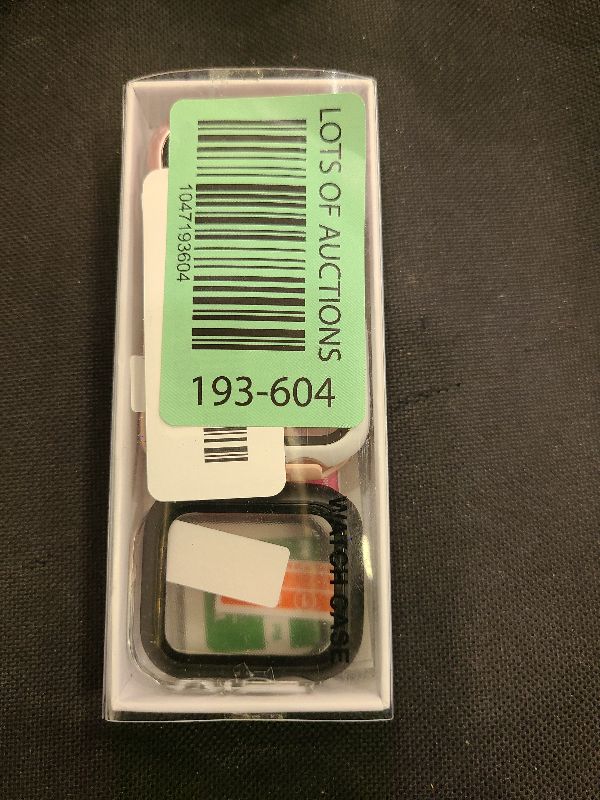 LOTS OF AUCTIONS
1047193604
193-604
WATCH CASE